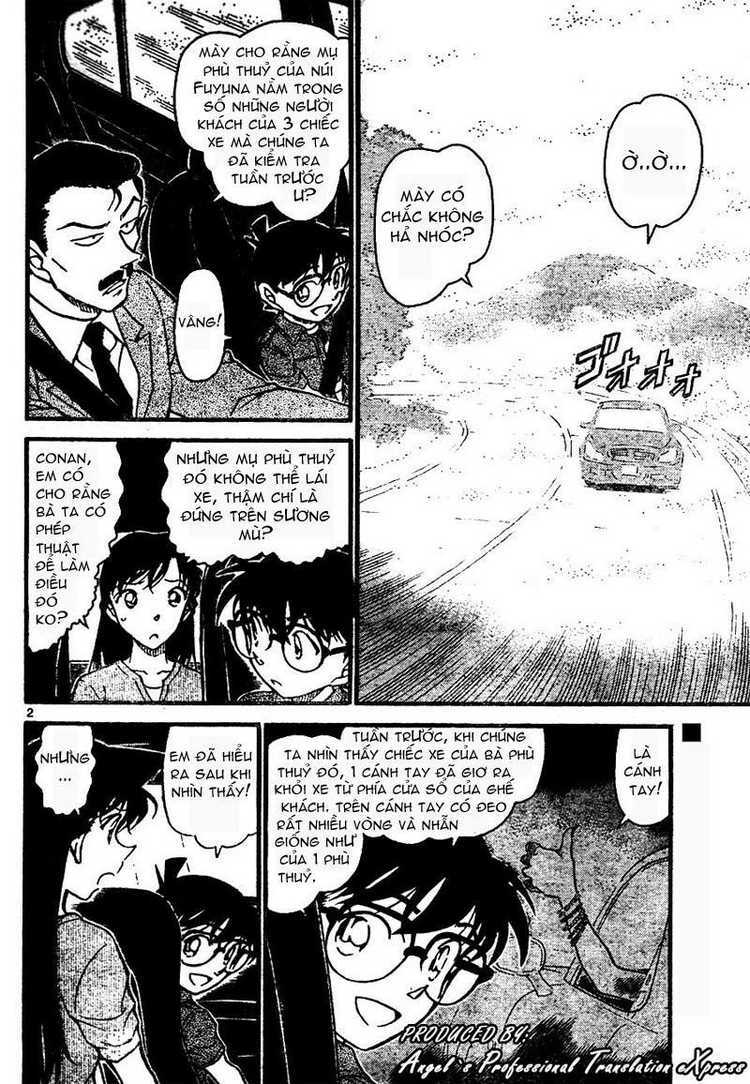 Ờ..Ờ...
MÀY CÓ
CHẮC KHÔNG
HẢ NHÓC?
ゴォォォ
MÀY CHO RẰNG MỤ
PHÙ THUỶ CỦA NÚI
FUYUNA NẰM TRONG
SỐ NHỮNG NGƯỜI
KHÁCH CỦA 3 CHIẾC
XE MÀ CHÚNG TA
ĐÃ KIỂM TRA
TUẦN TRƯỚC
Ư?
VÂNG!
NHƯNG MỤ PHÙ THUỶ
ĐÓ KHÔNG THỂ LÁI
XE, THẬM CHÍ LÀ
ĐỨNG TRÊN SƯƠNG
MÙ?
CONAN,
EM CÓ
CHO RẰNG
BÀ TA CÓ
PHÉP
THUẬT
ĐỂ LÀM
ĐIỀU
ĐÓ
KO?
2
LÀ
CÁNH
TAY!
TUẦN TRƯỚC, KHI CHÚNG
TA NHÌN THẤY CHIẾC XE CỦA BÀ PHÙ
THUỶ ĐÓ, 1 CÁNH TAY ĐÃ GIƠ RA
KHỎI XE TỪ PHÍA CỬA SỔ CỦA GHẾ
KHÁCH. TRÊN CÁNH TAY CÓ ĐEO
RẤT NHIỀU VÒNG VÀ NHẪN
GIỐNG NHƯ
CỦA 1 PHÙ
THUỶ.
EM ĐÃ HIỂU
RA SAU KHI
NHÌN THẤY!
NHƯNG
...
PRODUCED BY:
Angel's Professional Translation eXpress